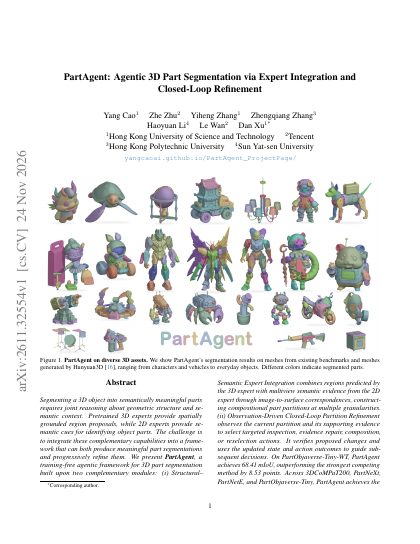 PartAgent: Agentic 3D Part Segmentation via Expert Integration and
Closed-Loop Refinement
Yang Cao1 Zhe Zhu2 Yiheng Zhang1 Zhengqiang Zhang3
Haoyuan Li4 Le Wan2 Dan Xu1*
1Hong Kong University of Science and Technology 2Tencent
3Hong Kong Polytechnic University 4Sun Yat-sen University
yangcaoai.github.io/PartAgent_ProjectPage/
arXiv:2611.32554v1 [cs.CV] 24 Nov 2026
PartAgent
Figure 1. PartAgent on diverse 3D assets. We show PartAgent's segmentation results on meshes from existing benchmarks and meshes
generated by Hunyuan3D [16], ranging from characters and vehicles to everyday objects. Different colors indicate segmented parts.
Abstract
Segmenting a 3D object into semantically meaningful parts
requires joint reasoning about geometric structure and se-
mantic context. Pretrained 3D experts provide spatially
grounded region proposals, while 2D experts provide se-
mantic cues for identifying object parts. The challenge is
to integrate these complementary capabilities into a frame-
work that can both produce meaningful part segmentations
and progressively refine them. We present PartAgent, a
training-free agentic framework for 3D part segmentation
built upon two complementary modules: (i) Structural–
*Corresponding author.
Semantic Expert Integration combines regions predicted by
the 3D expert with multiview semantic evidence from the 2D
expert through image-to-surface correspondences, construct-
ing compositional part partitions at multiple granularities.
(ii) Observation-Driven Closed-Loop Partition Refinement
observes the current partition and its supporting evidence
to select targeted inspection, evidence repair, composition,
or reselection actions. It verifies proposed changes and
uses the updated state and action outcomes to guide sub-
sequent decisions. On PartObjaverse-Tiny-WT, PartAgent
achieves 68.41 mIoU, outperforming the strongest competing
method by 8.53 points. Across 3DCoMPaT200, PartNeXt,
PartNetE, and PartObjaverse-Tiny, PartAgent achieves the
1